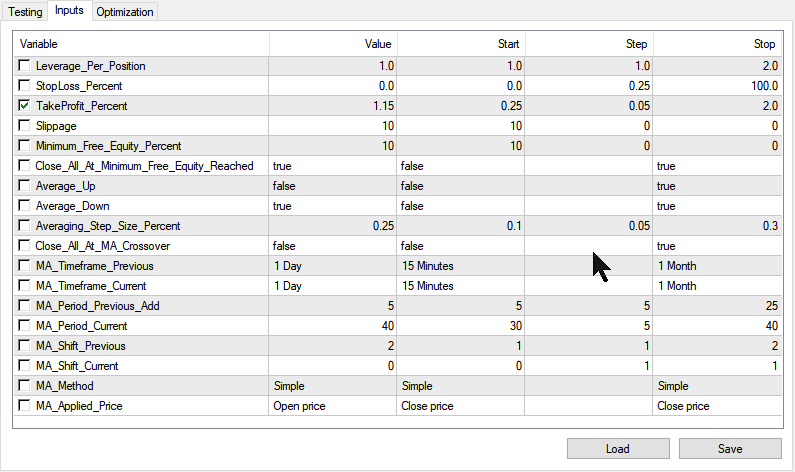 Testing Inputs Optimization
Variable Value Start Step Stop
Leverage_Per_Position 1.0 1.0 1.0 2.0
StopLoss_Percent 0.0 0.0 0.25 100.0
TakeProfit_Percent 1.15 0.25 0.05 2.0
Slippage 10 10 0 0
Minimum_Free_Equity_Percent 10 10 0 0
Close_All_At_Minimum_Free_Equity_Reached true false true
Average_Up false false true
Average_Down true false true
Averaging_Step_Size_Percent 0.25 0.1 0.05 0.3
Close_All_At_MA_Crossover false false true
MA_Timeframe_Previous 1 Day 15 Minutes 1 Month
MA_Timeframe_Current 1 Day 15 Minutes 1 Month
MA_Period_Previous_Add 5 5 5 25
MA_Period_Current 40 30 5 40
MA_Shift_Previous 2 1 1 2
MA_Shift_Current 0 0 1 1
MA_Method Simple Simple Simple
MA_Applied_Price Open price Close price Close price
Load Save